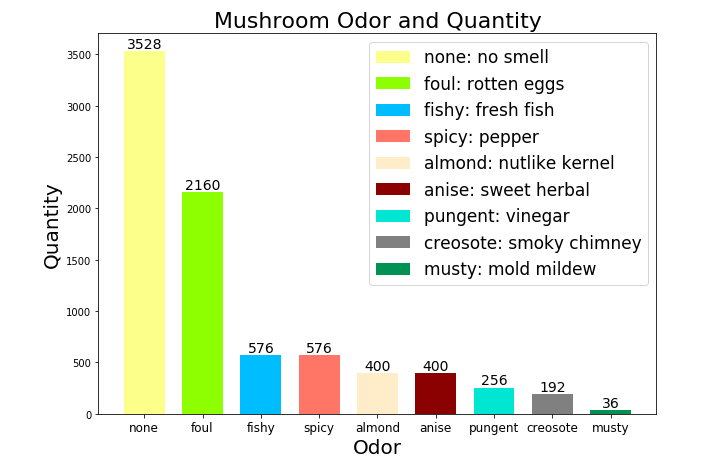 Mushroom Odor and Quantity
Quantity
3500
3000
2500
2000
1500
1000
500
0
3528
2160
576
576
400
400
256
192
36
none: no smell
foul: rotten eggs
fishy: fresh fish
spicy: pepper
almond: nutlike kernel
anise: sweet herbal
pungent: vinegar
creosote: smoky chimney
musty: mold mildew
none foul fishy spicy almond anise pungent creosote musty
Odor